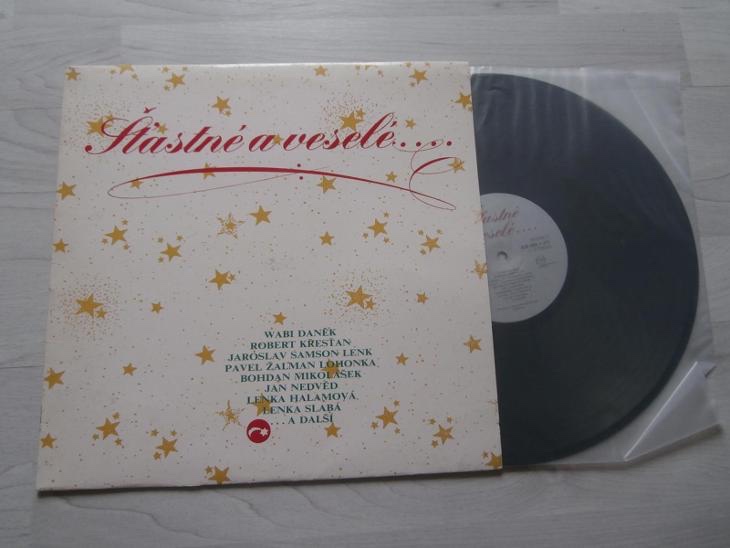 Šťastné a veselé....
WABI DANĚK
ROBERT KŘESŤAN
JAROSLAV SAMSON LENK
PAVEL ŽALMAN LOHONKA
BOHDAN MIKOLÁŠEK
JAN NEDVĚD
LENKA HALAMOVÁ
LENKA SLABÁ
...A DALŠÍ
Šťastné
veselé....